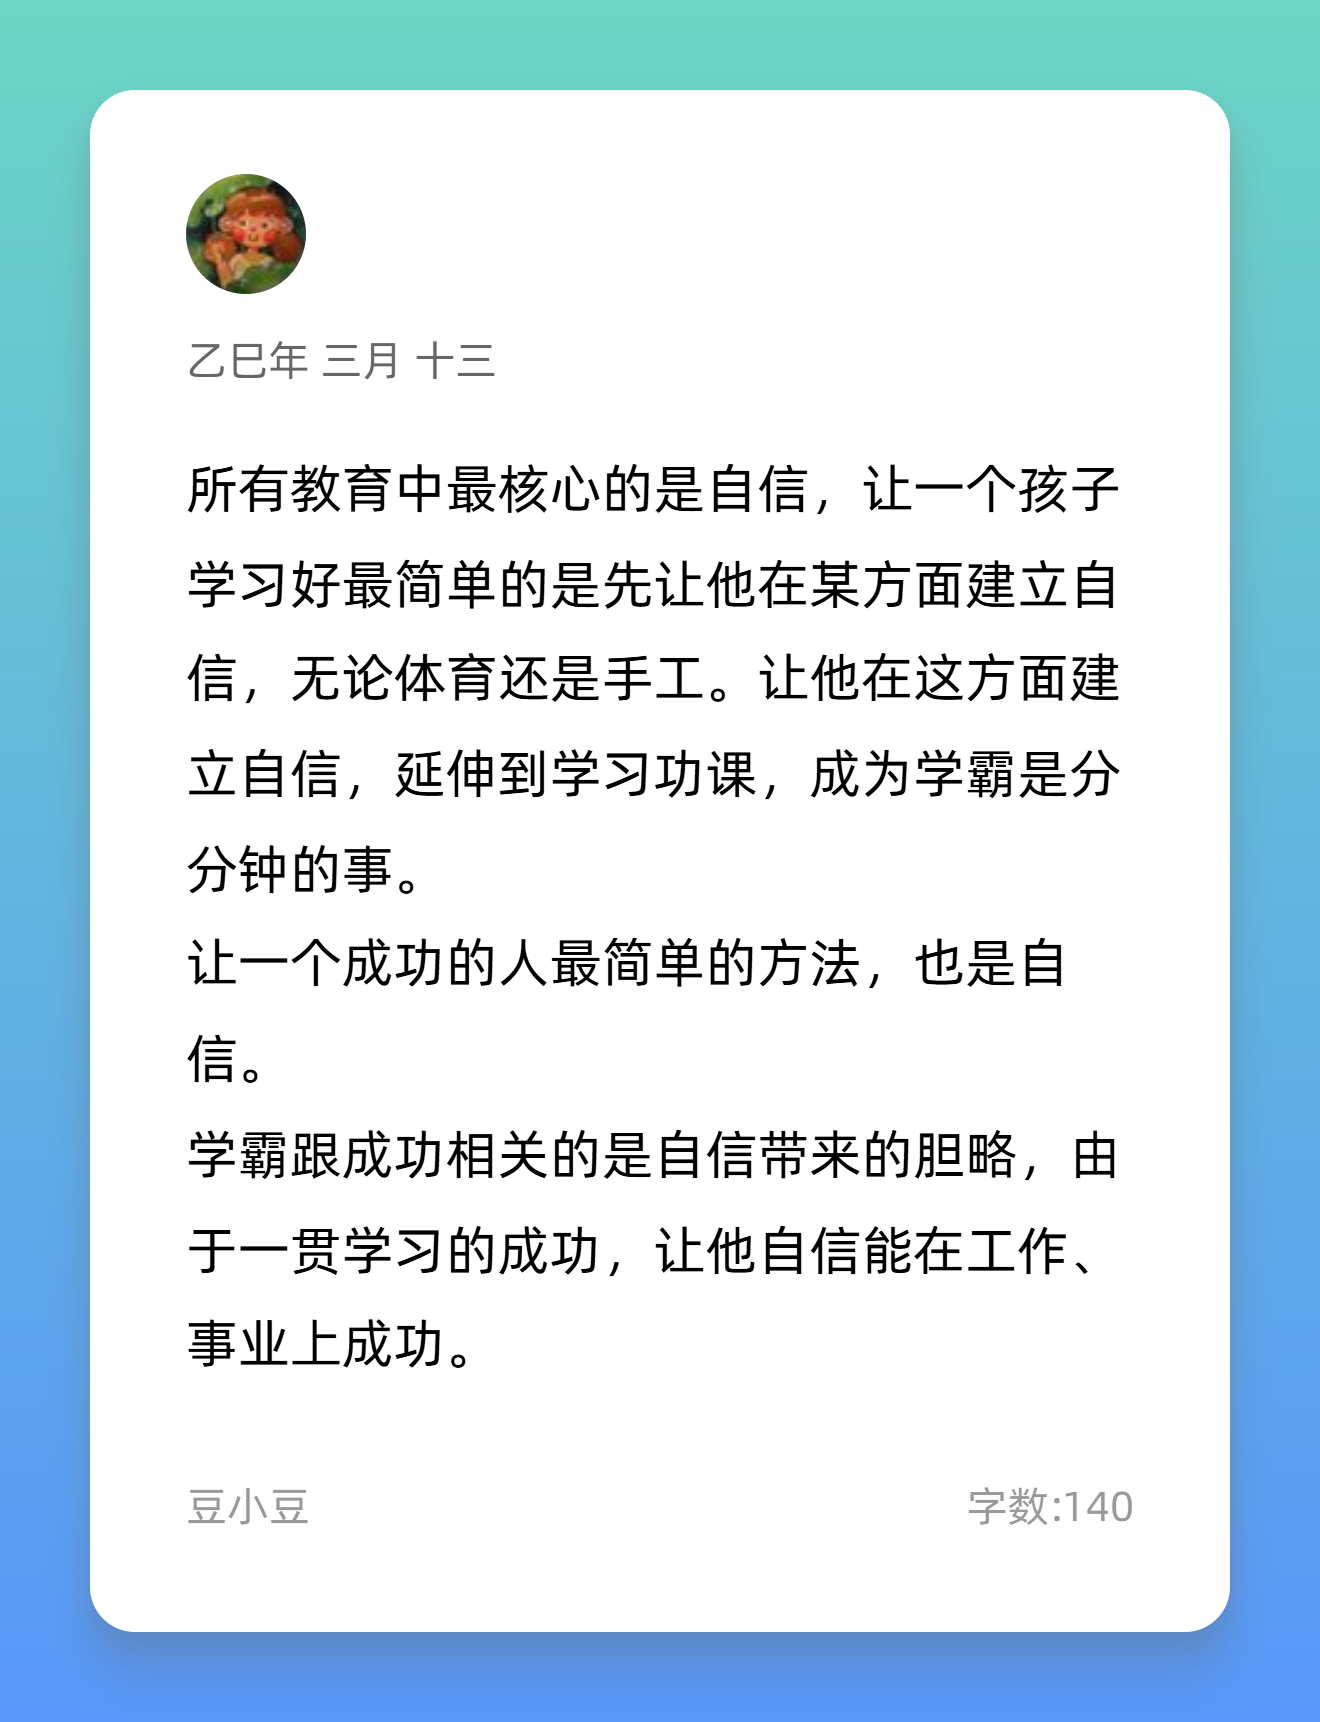 乙巳年 三月 十三
所有教育中最核心的是自信，让一个孩子
学习好最简单的是先让他在某方面建立自
信，无论体育还是手工。让他在这方面建
立自信，延伸到学习功课，成为学霸是分
分钟的事。
让一个成功的人最简单的方法，也是自
信。
学霸跟成功相关的是自信带来的胆略，由
于一贯学习的成功，让他自信能在工作、
事业上成功。
豆小豆 字数:140